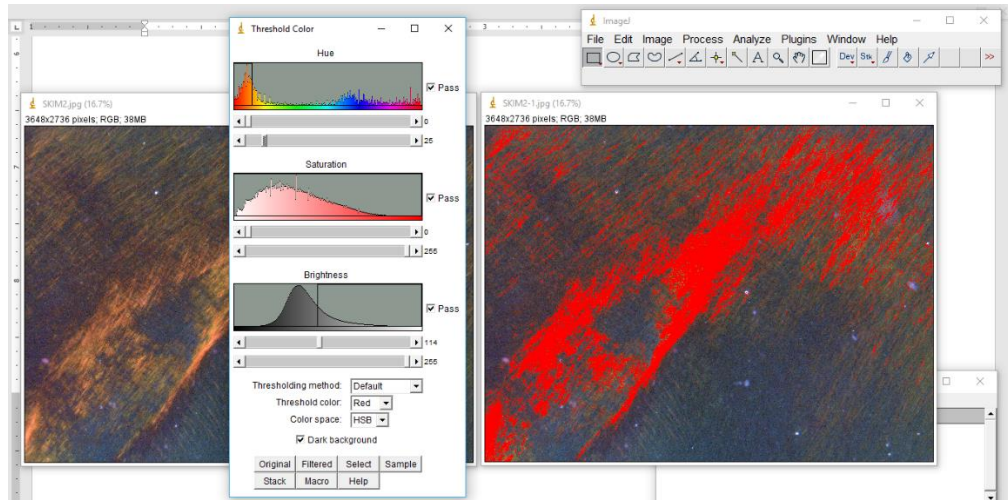 1
3
Threshold Color
Hue
Pass
0
25
Saturation
Pass
0
255
Brightness
Pass
114
255
Thresholding method: Default
Threshold color: Red
Color space: HSB
Dark background
Original Filtered Select Sample
Stack Macro Help
ImageJ
File Edit Image Process Analyze Plugins Window Help
Dev Stk >>
SKIM2.jpg (16.7%)
3648x2736 pixels; RGB; 38MB
SKIM2-1.jpg (16.7%)
3648x2736 pixels; RGB; 38MB